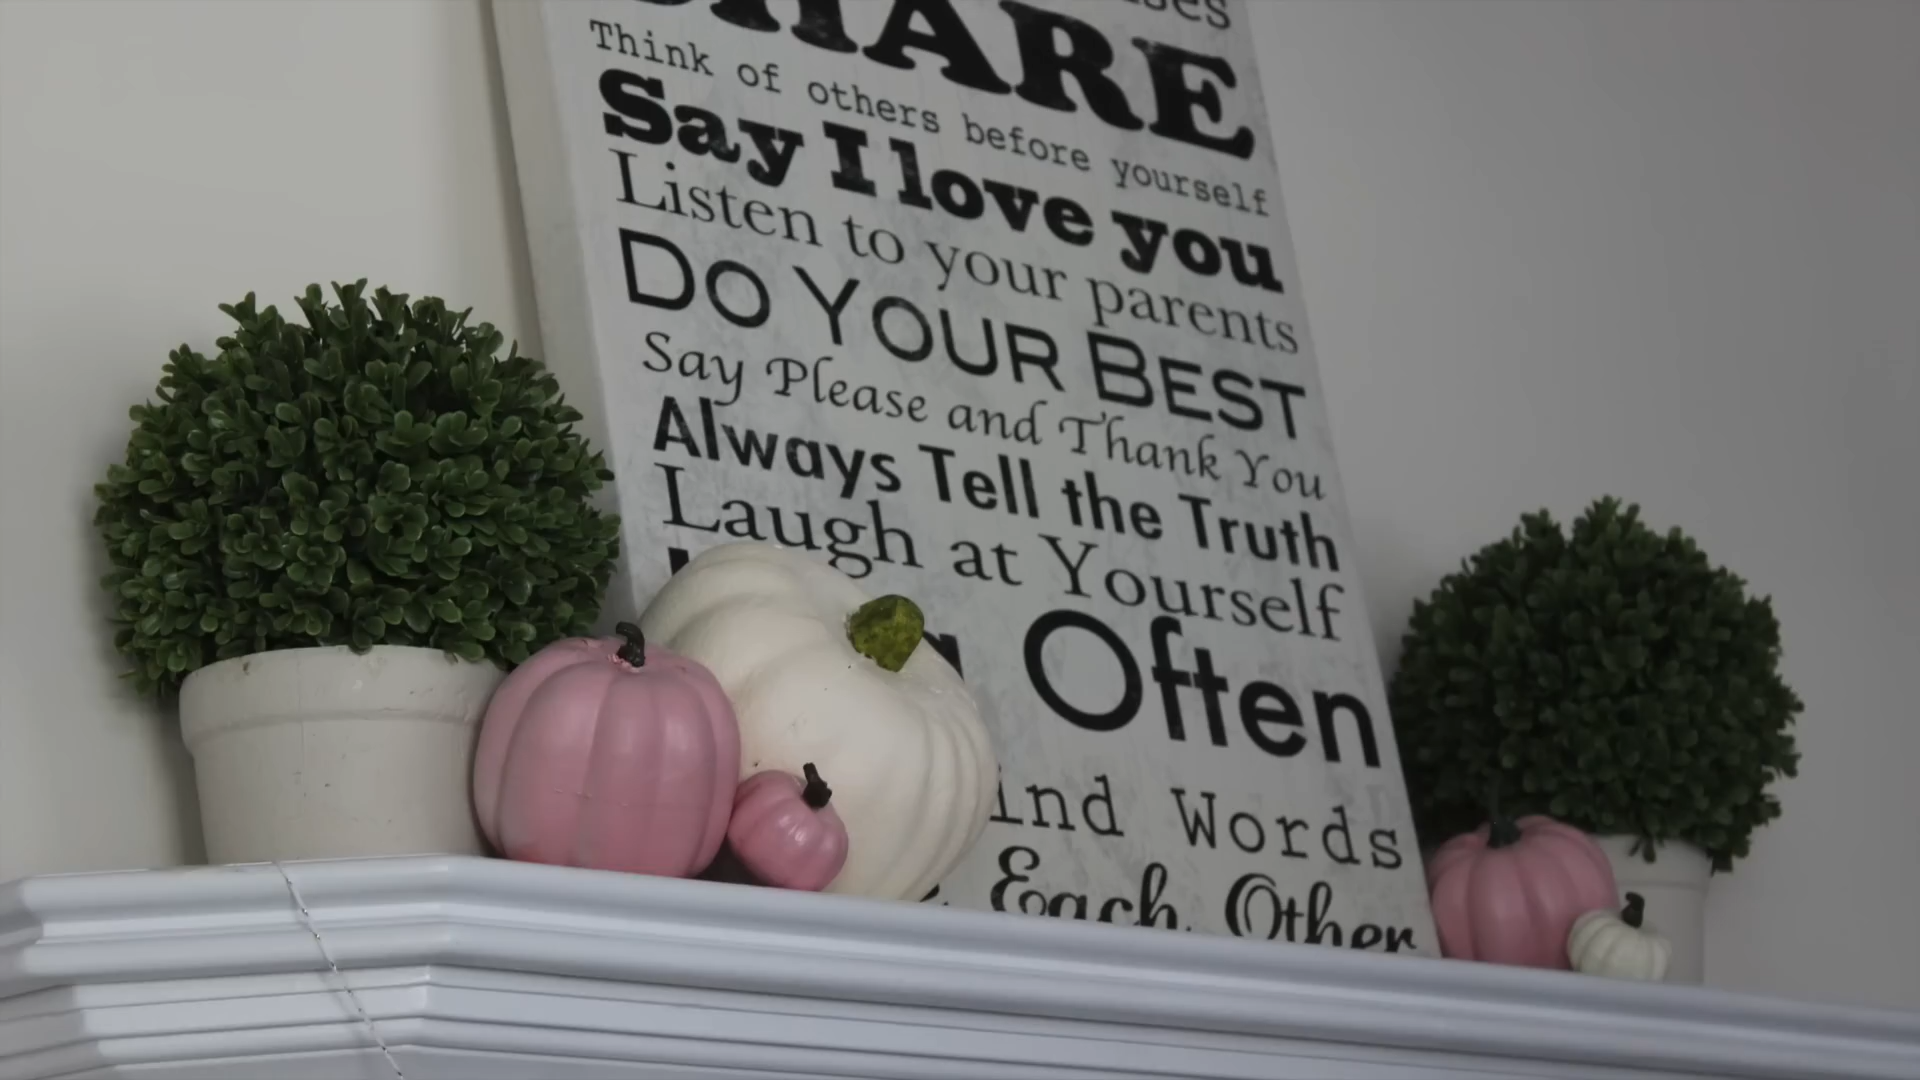 SHARE
Think of others before yourself
Say I love you
Listen to your parents
DO YOUR BEST
Say Please and Thank You
Always Tell the Truth
Laugh at Yourself
Often
Words
Each Other